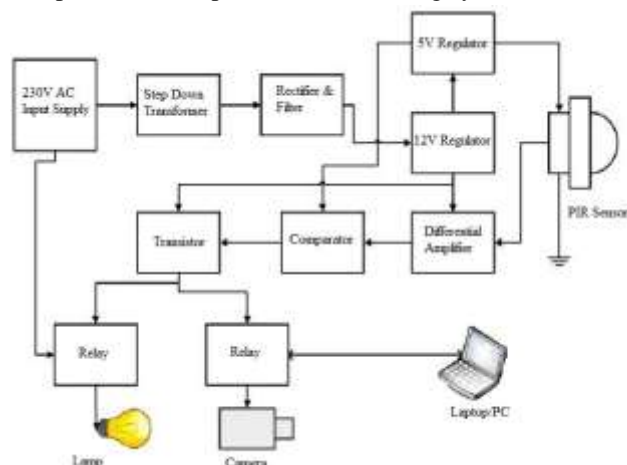 5V Regulator
230V AC
Input Supply
Step Down
Transformer
Rectifier &
Filter
12V Regulator
PIR Sensor
Transistor
Comparator
Differential
Amplifier
Relay
Relay
Laptop/PC
Lamp
Camera